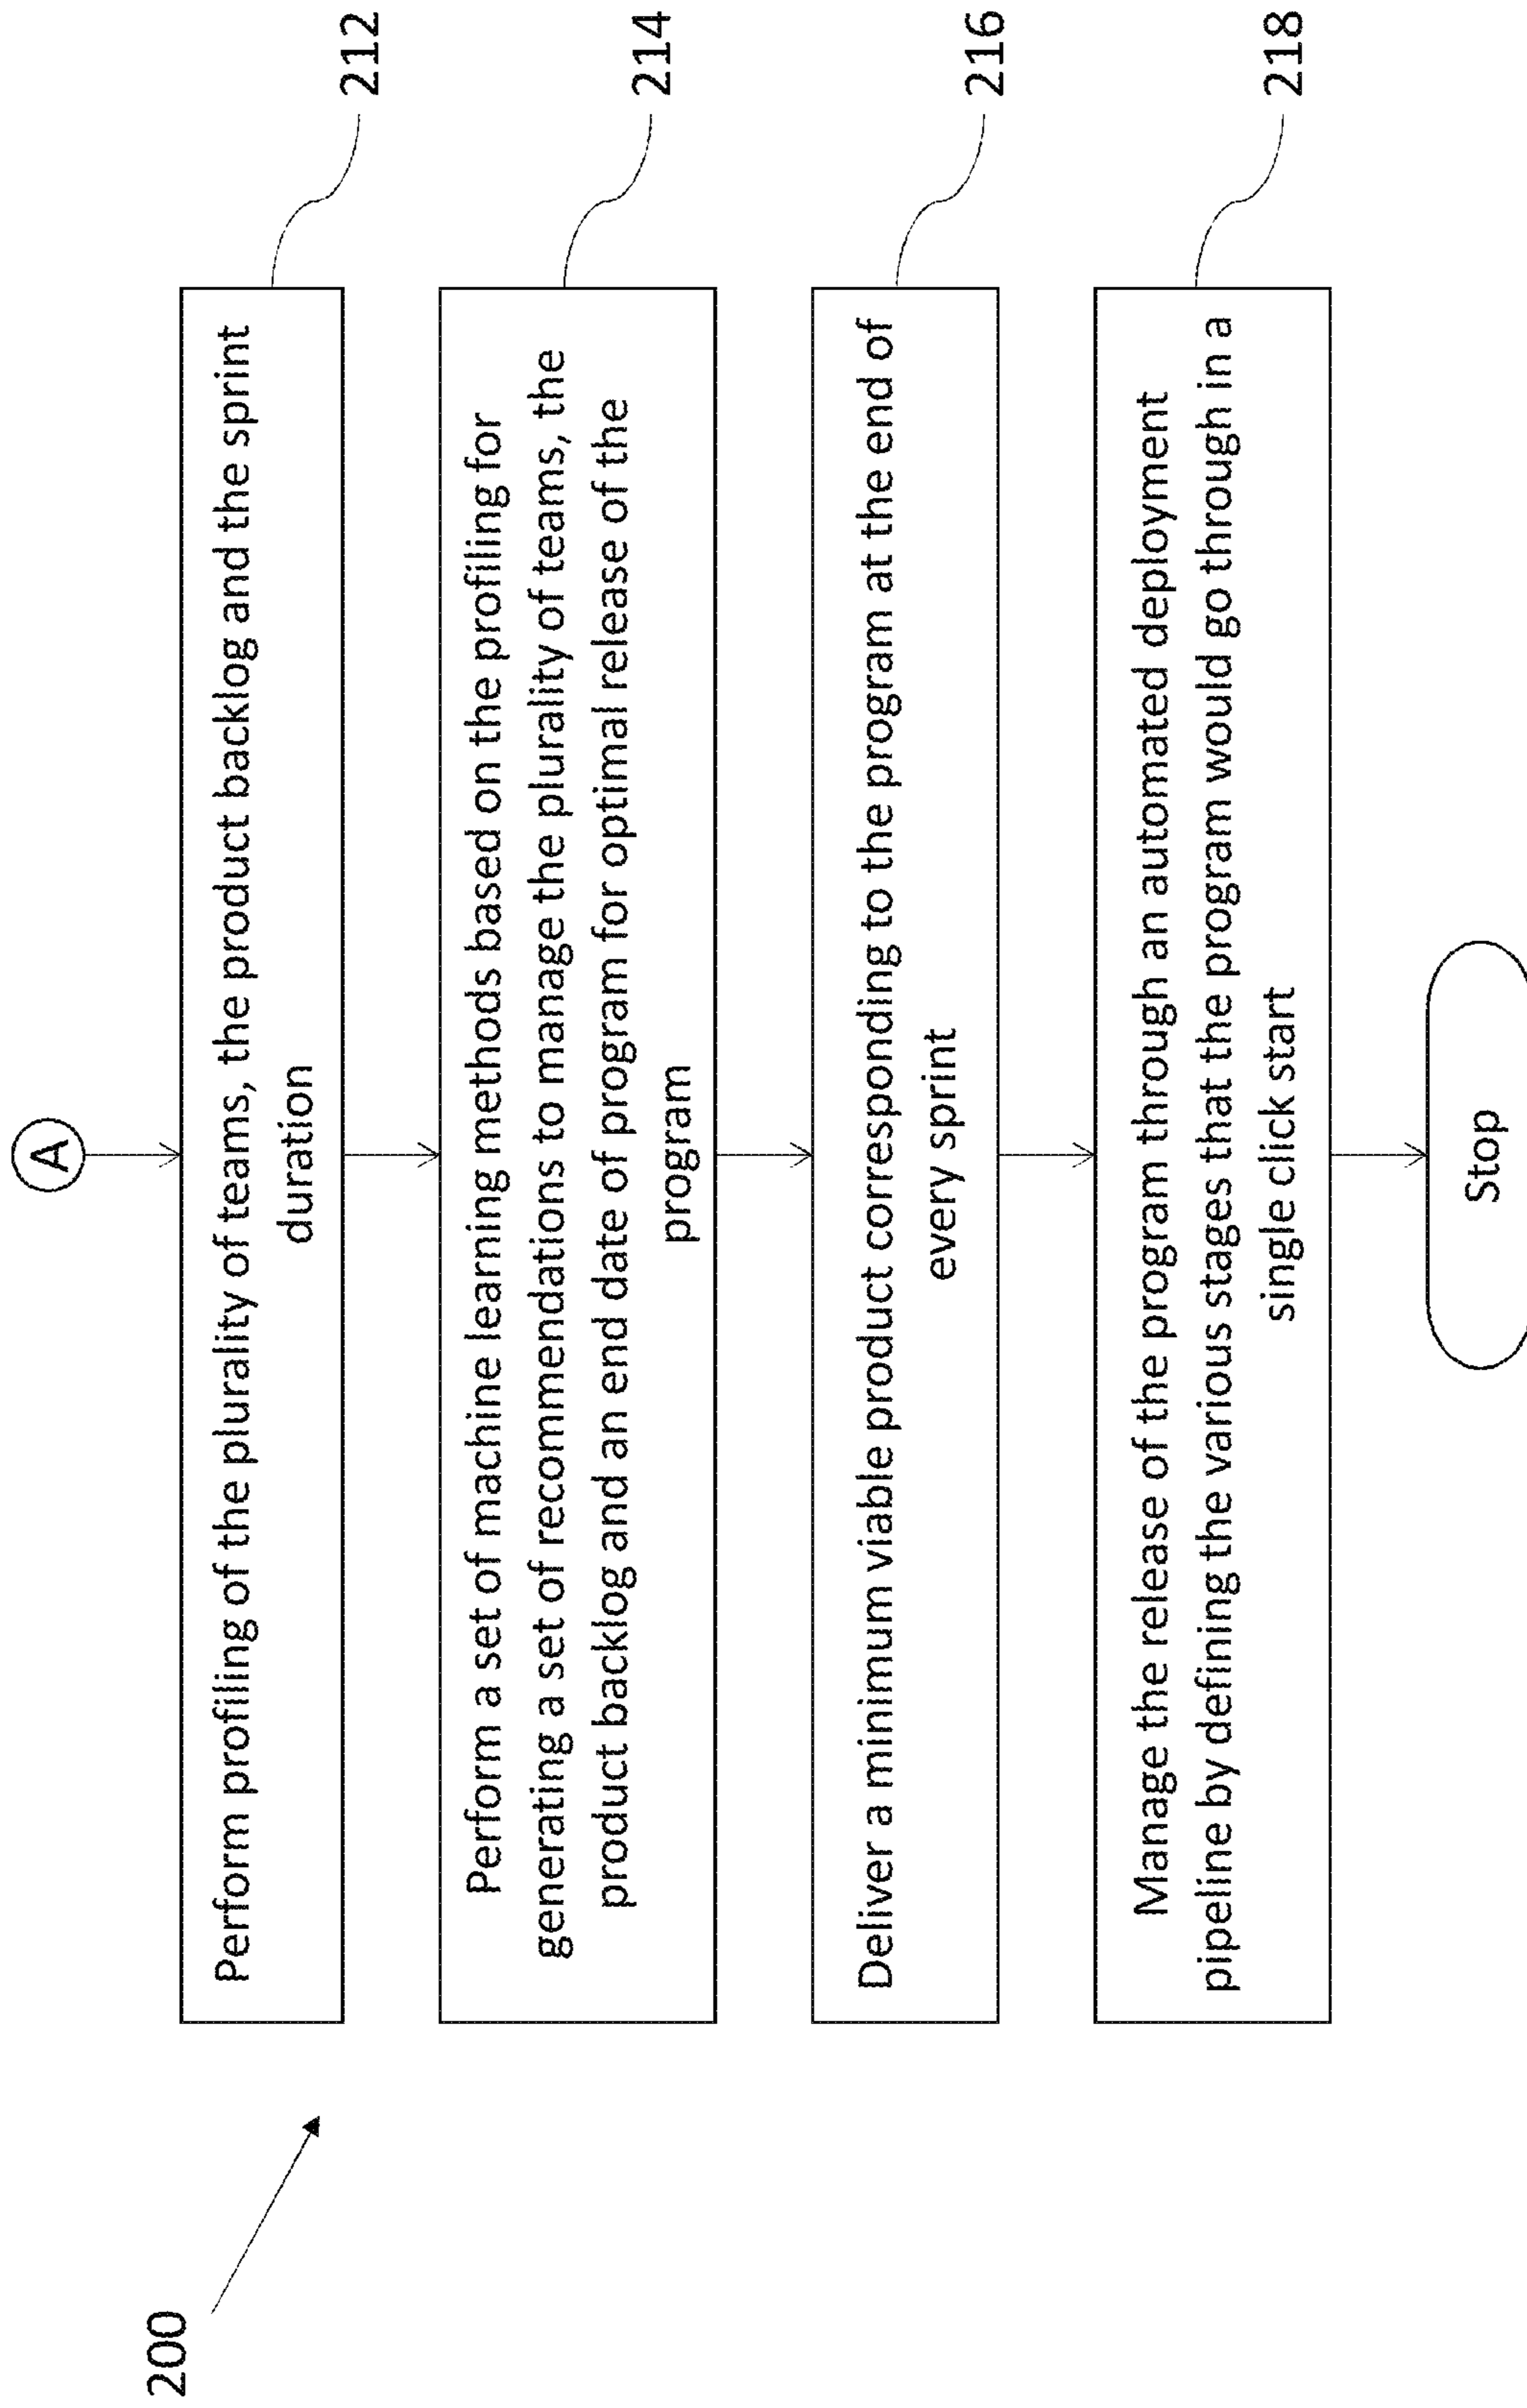 200
A
Perform profiling of the plurality of teams, the product backlog and the sprint
duration
212
Perform a set of machine learning methods based on the profiling for
generating a set of recommendations to manage the plurality of teams, the
product backlog and an end date of program for optimal release of the
program
214
Deliver a minimum viable product corresponding to the program at the end of
every sprint
216
Manage the release of the program through an automated deployment
pipeline by defining the various stages that the program would go through in a
single click start
218
Stop